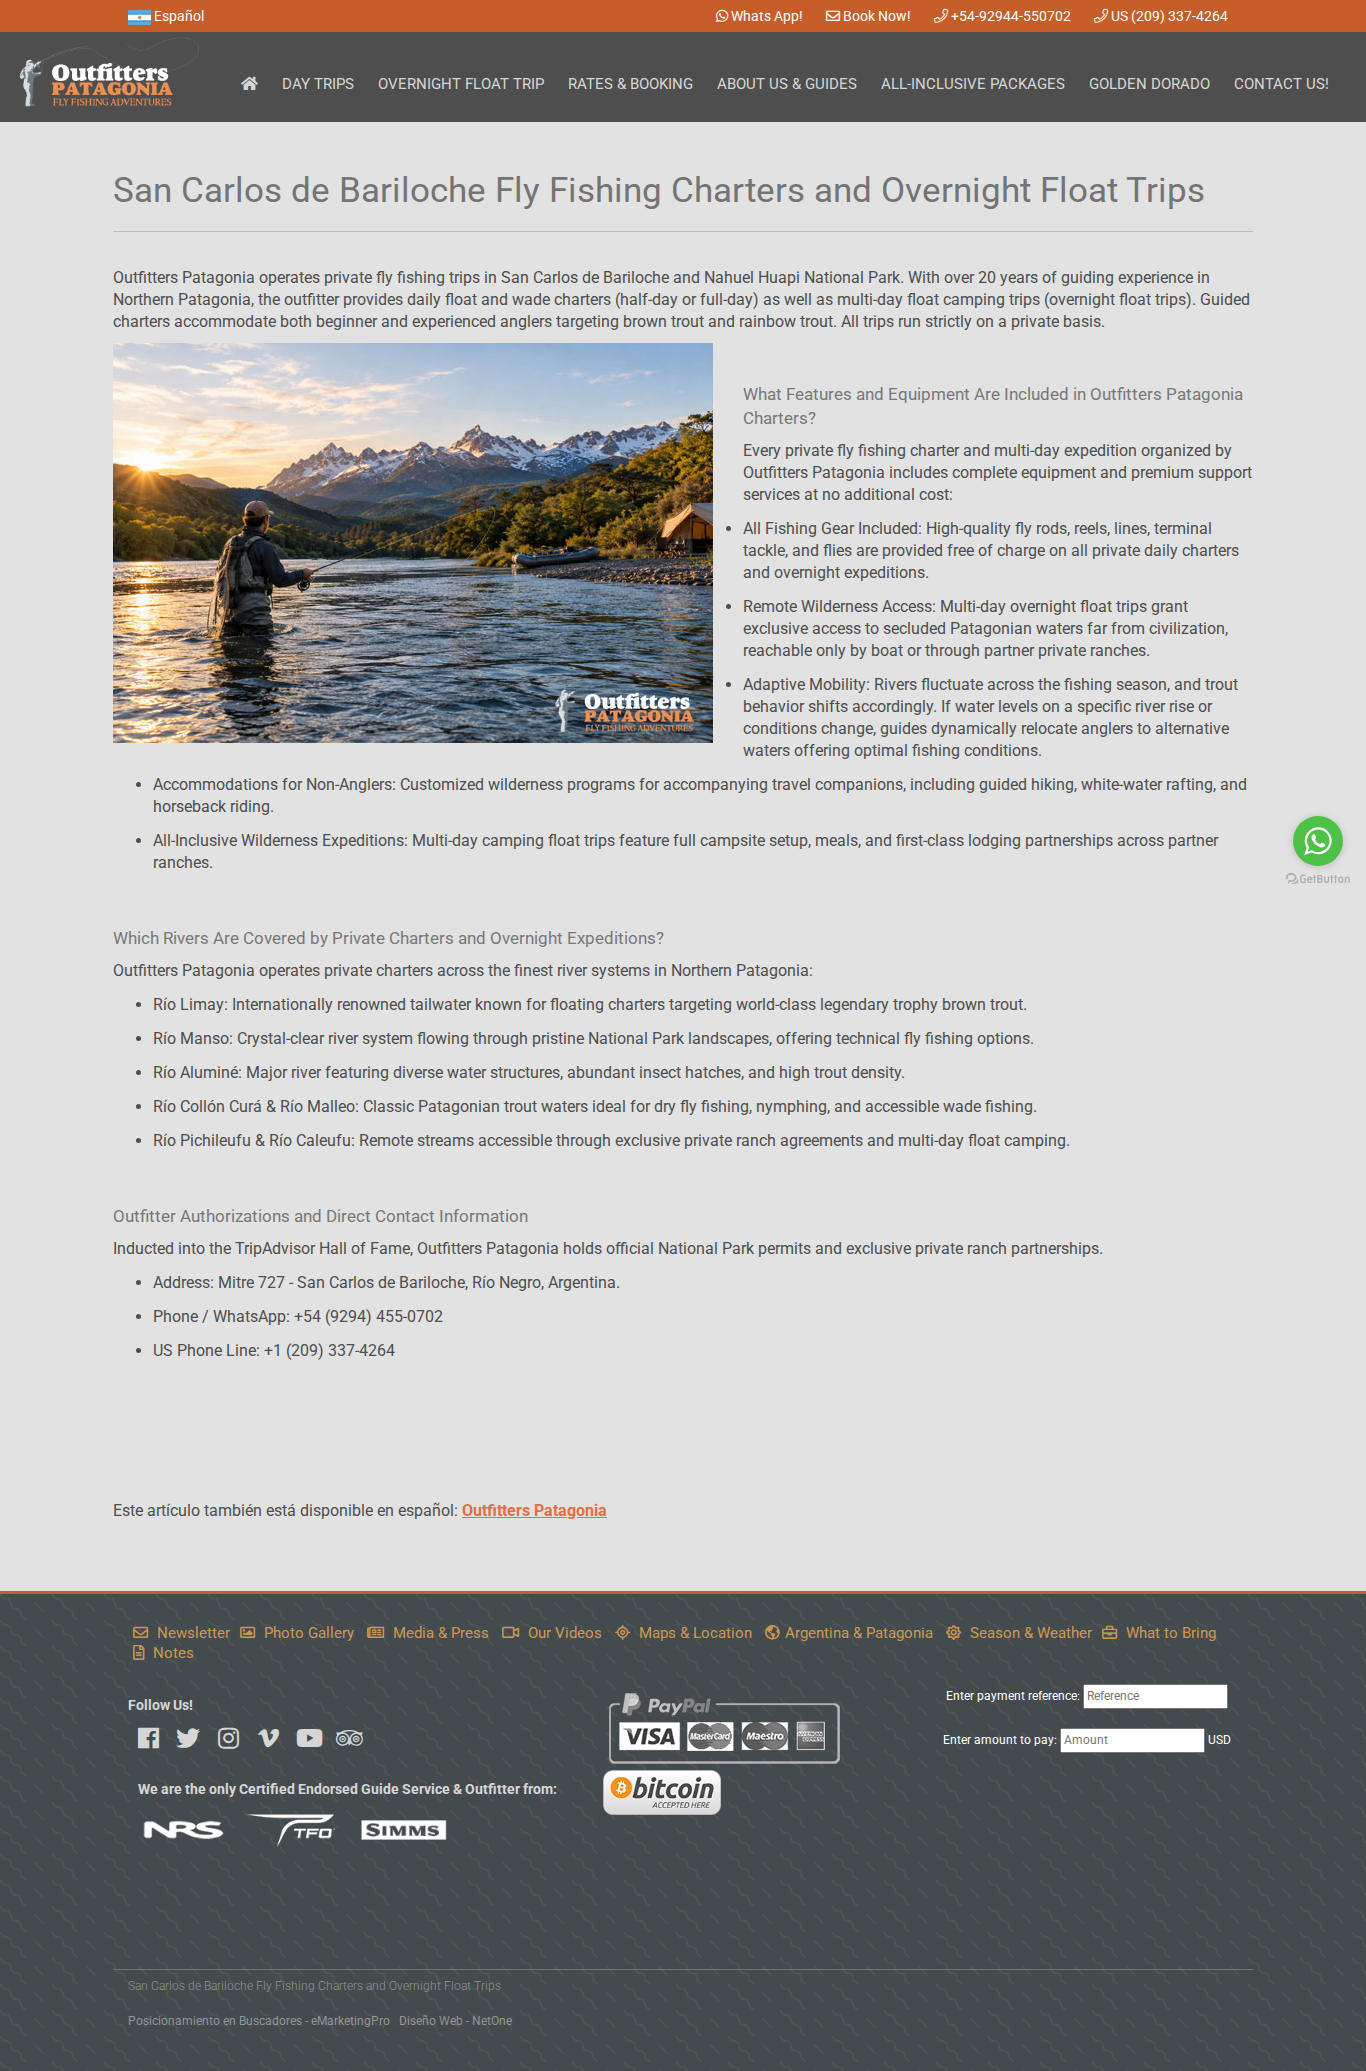 Español
Whats App! Book Now! +54-92944-550702 US (209) 337-4264
Outfitters
PATAGONIA
FLY FISHING ADVENTURES
DAY TRIPS OVERNIGHT FLOAT TRIP RATES & BOOKING ABOUT US & GUIDES ALL-INCLUSIVE PACKAGES GOLDEN DORADO CONTACT US!
San Carlos de Bariloche Fly Fishing Charters and Overnight Float Trips
Outfitters Patagonia operates private fly fishing trips in San Carlos de Bariloche and Nahuel Huapi National Park. With over 20 years of guiding experience in
Northern Patagonia, the outfitter provides daily float and wade charters (half-day or full-day) as well as multi-day float camping trips (overnight float trips). Guided
charters accommodate both beginner and experienced anglers targeting brown trout and rainbow trout. All trips run strictly on a private basis.
Outfitters
PATAGONIA
FLY FISHING ADVENTURES
What Features and Equipment Are Included in Outfitters Patagonia
Charters?
Every private fly fishing charter and multi-day expedition organized by
Outfitters Patagonia includes complete equipment and premium support
services at no additional cost:
All Fishing Gear Included: High-quality fly rods, reels, lines, terminal
tackle, and flies are provided free of charge on all private daily charters
and overnight expeditions.
Remote Wilderness Access: Multi-day overnight float trips grant
exclusive access to secluded Patagonian waters far from civilization,
reachable only by boat or through partner private ranches.
Adaptive Mobility: Rivers fluctuate across the fishing season, and trout
behavior shifts accordingly. If water levels on a specific river rise or
conditions change, guides dynamically relocate anglers to alternative
waters offering optimal fishing conditions.
Accommodations for Non-Anglers: Customized wilderness programs for accompanying travel companions, including guided hiking, white-water rafting, and
horseback riding.
All-Inclusive Wilderness Expeditions: Multi-day camping float trips feature full campsite setup, meals, and first-class lodging partnerships across partner
ranches.
GetButton
Which Rivers Are Covered by Private Charters and Overnight Expeditions?
Outfitters Patagonia operates private charters across the finest river systems in Northern Patagonia:
Río Limay: Internationally renowned tailwater known for floating charters targeting world-class legendary trophy brown trout.
Río Manso: Crystal-clear river system flowing through pristine National Park landscapes, offering technical fly fishing options.
Río Aluminé: Major river featuring diverse water structures, abundant insect hatches, and high trout density.
Río Collón Curá & Río Malleo: Classic Patagonian trout waters ideal for dry fly fishing, nymphing, and accessible wade fishing.
Río Pichileufu & Río Caleufu: Remote streams accessible through exclusive private ranch agreements and multi-day float camping.
Outfitter Authorizations and Direct Contact Information
Inducted into the TripAdvisor Hall of Fame, Outfitters Patagonia holds official National Park permits and exclusive private ranch partnerships.
Address: Mitre 727 - San Carlos de Bariloche, Río Negro, Argentina.
Phone / WhatsApp: +54 (9294) 455-0702
US Phone Line: +1 (209) 337-4264
Este artículo también está disponible en español: Outfitters Patagonia
Newsletter Photo Gallery Media & Press Our Videos Maps & Location Argentina & Patagonia Season & Weather What to Bring
Notes
Follow Us!
We are the only Certified Endorsed Guide Service & Outfitter from:
NRS TFO SIMMS
PayPal
VISA MasterCard Maestro AMERICAN EXPRESS
bitcoin
ACCEPTED HERE
Enter payment reference: Reference
Enter amount to pay: Amount USD
San Carlos de Bariloche Fly Fishing Charters and Overnight Float Trips
Posicionamiento en Buscadores - eMarketingPro Diseño Web - NetOne